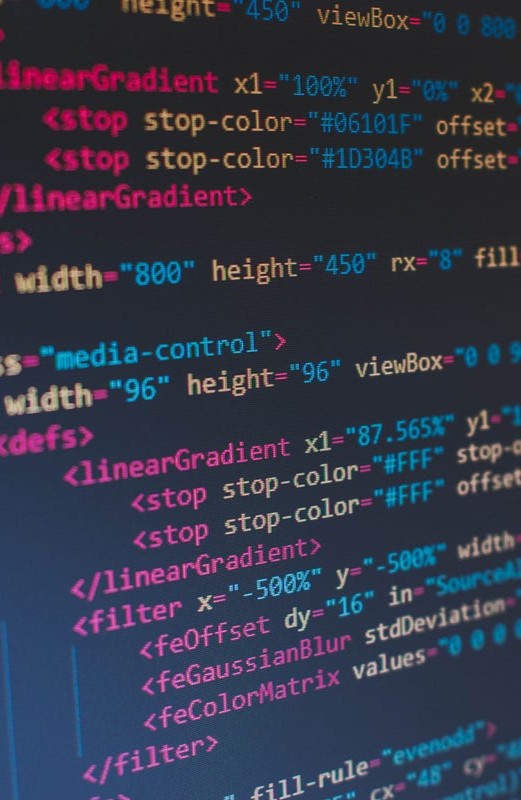 height="450" viewBox="0 0 800
linearGradient x1="100%" y1="0%" x2="
<stop stop-color="#06101F" offset=
<stop stop-color="#1D304B" offset=
/linearGradient>
s>
width="800" height="450" rx="8" fill
ss="media-control">
width="96" height="96" viewBox="0 0 9
<defs>
<linearGradient x1="87.565%" y1="1
<stop stop-color="#FFF" stop-o
<stop stop-color="#FFF" offset
</linearGradient>
<filter x="-500%" y="-500%" width
<feOffset dy="16" in="SourceAl
<feGaussianBlur stdDeviation=
<feColorMatrix values="0 0 0 0
</filter>
fill-rule="evenodd">
cx="48" cy="4